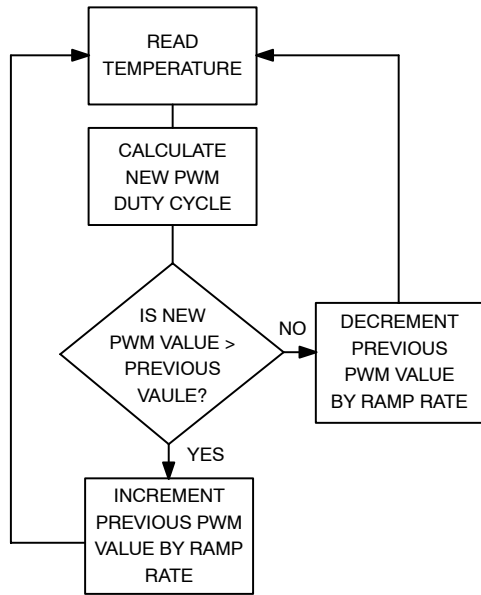 READ
TEMPERATURE
CALCULATE
NEW PWM
DUTY CYCLE
IS NEW
PWM VALUE >
PREVIOUS
VAULE?
NO
DECREMENT
PREVIOUS
PWM VALUE
BY RAMP RATE
YES
INCREMENT
PREVIOUS PWM
VALUE BY RAMP
RATE